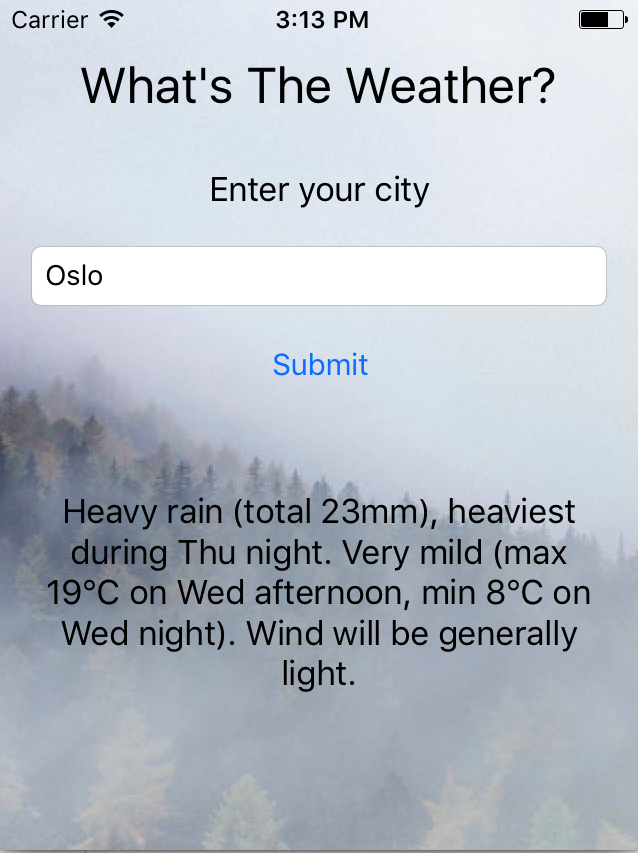 Carrier 3:13 PM
What's The Weather?
Enter your city
Oslo
Submit
Heavy rain (total 23mm), heaviest
during Thu night. Very mild (max
19°C on Wed afternoon, min 8°C on
Wed night). Wind will be generally
light.